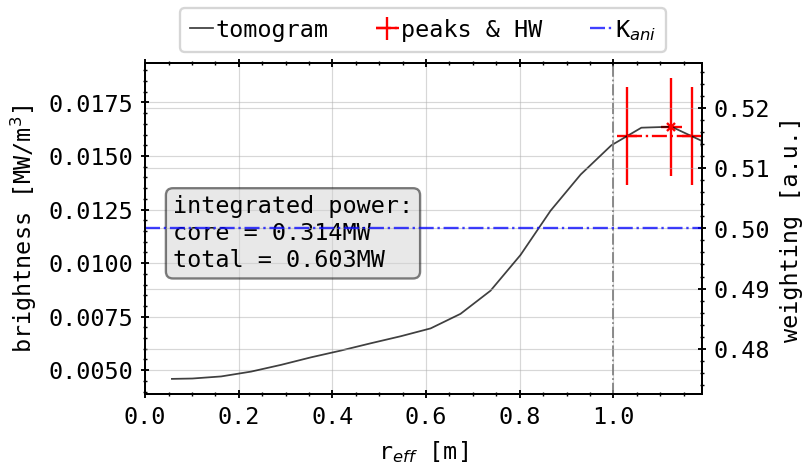 tomogram peaks & HW K_ani
brightness [MW/m³]
0.0175
0.0150
0.0125
0.0100
0.0075
0.0050
integrated power:
core = 0.314MW
total = 0.603MW
0.52
0.51
0.50
0.49
0.48
weighting [a.u.]
0.0 0.2 0.4 0.6 0.8 1.0
r_eff [m]